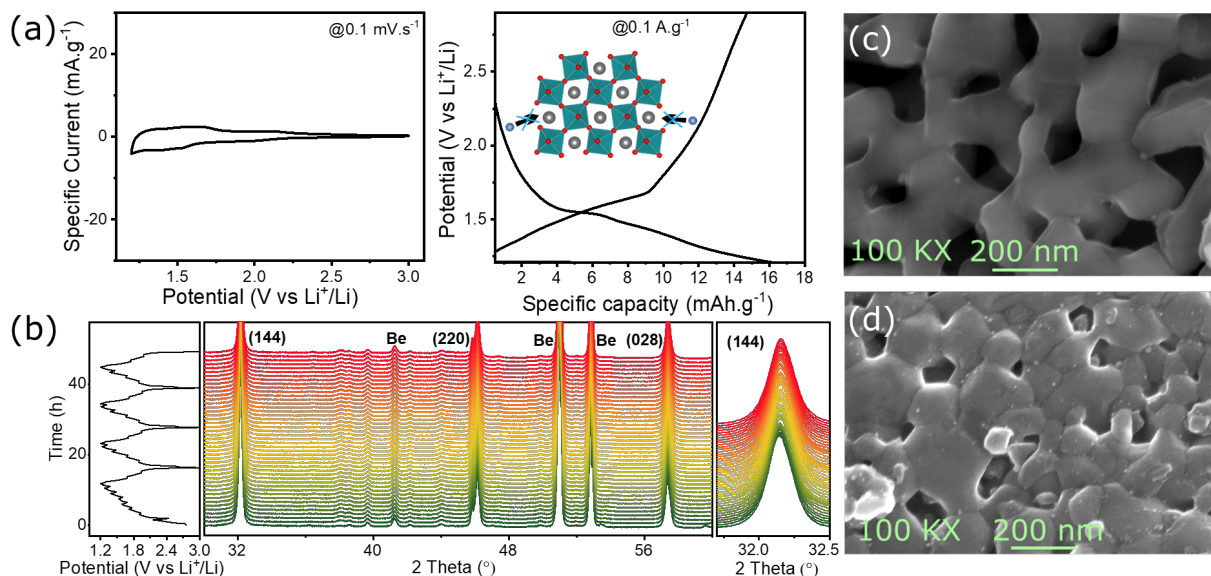 (a)
@0.1 mV.s⁻¹
Specific Current (mA.g⁻¹)
20
0
-20
1.5
2.0
2.5
3.0
Potential (V vs Li⁺/Li)
@0.1 A.g⁻¹
Potential (V vs Li⁺/Li)
2.5
2.0
1.5
2
4
6
8
10
12
14
16
18
Specific capacity (mAh.g⁻¹)
(c)
100 KX 200 nm
(b)
Time (h)
40
20
0
1.2 1.8 2.4 3.0
Potential (V vs Li⁺/Li)
(144)
Be
(220)
Be
Be
(028)
32
40
48
56
2 Theta (°)
(144)
32.0
32.5
2 Theta (°)
(d)
100 KX 200 nm